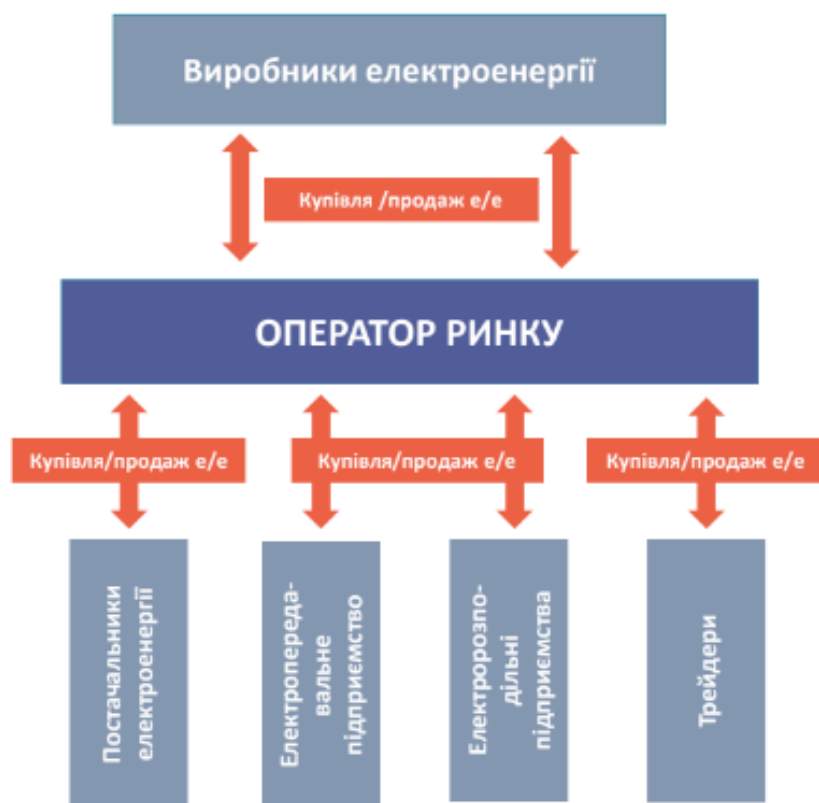 Виробники електроенергії
Купівля /продаж е/е
ОПЕРАТОР РИНКУ
Купівля/продаж е/е
Купівля/продаж е/е
Купівля/продаж е/е
Постачальники
електроенергії
Електропереда-
вальне
підприємство
Електророзпо-
дільні
підприємства
Трейдери